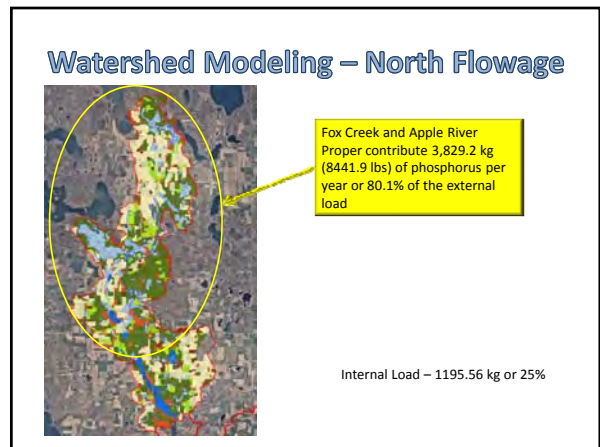 Watershed Modeling – North Flowage
Fox Creek and Apple River
Proper contribute 3,829.2 kg
(8441.9 lbs) of phosphorus per
year or 80.1% of the external
load
Internal Load – 1195.56 kg or 25%